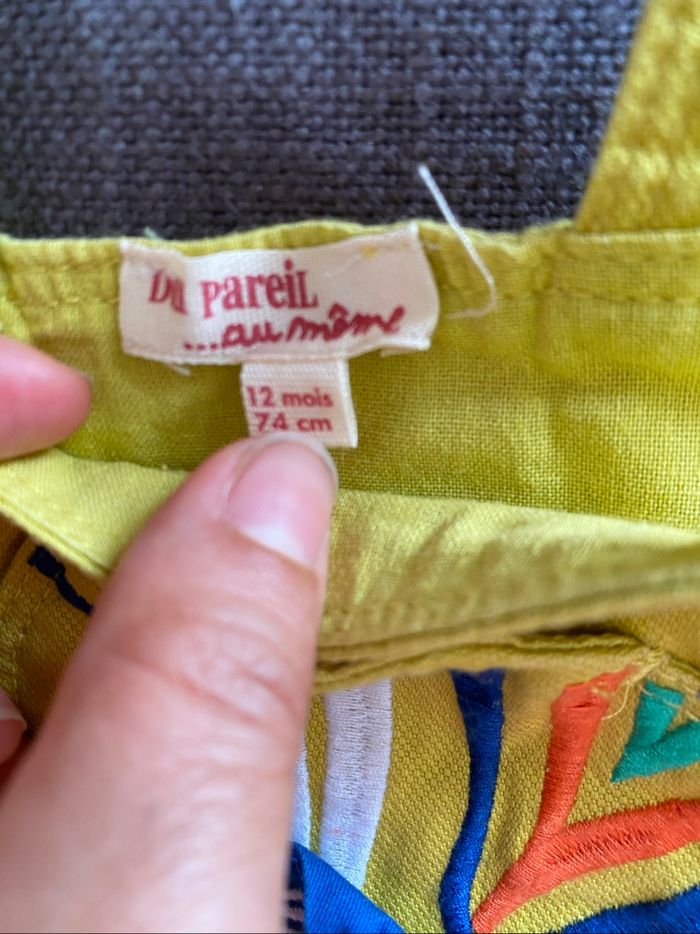 Du pareil
...au même
12 mois
74 cm